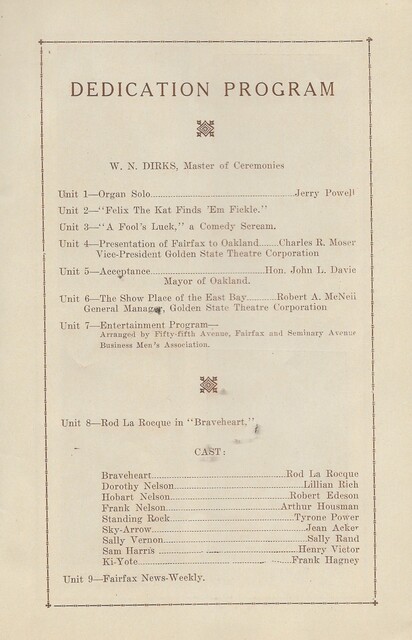 DEDICATION PROGRAM
W. N. DIRKS, Master of Ceremonies
Unit 1—Organ Solo........................................Jerry Powell
Unit 2—"Felix The Kat Finds 'Em Fickle."
Unit 3—"A Fool's Luck," a Comedy Scream.
Unit 4—Presentation of Fairfax to Oakland..........Charles R. Moser
Vice-President Golden State Theatre Corporation
Unit 5—Acceptance........................................Hon. John L. Davie
Mayor of Oakland.
Unit 6—The Show Place of the East Bay..........Robert A. McNeil
General Manager, Golden State Theatre Corporation
Unit 7—Entertainment Program—
Arranged by Fifty-fifth Avenue, Fairfax and Seminary Avenue
Business Men's Association.
Unit 8—Rod La Rocque in "Braveheart."
CAST:
Braveheart........................................Rod La Rocque
Dorothy Nelson........................................Lillian Rich
Hobart Nelson........................................Robert Edeson
Frank Nelson........................................Arthur Housman
Standing Rock........................................Tyrone Power
Sky-Arrow........................................Jean Acker
Sally Vernon........................................Sally Rand
Sam Harris........................................Henry Victor
Ki-Yote........................................Frank Hagney
Unit 9—Fairfax News-Weekly.